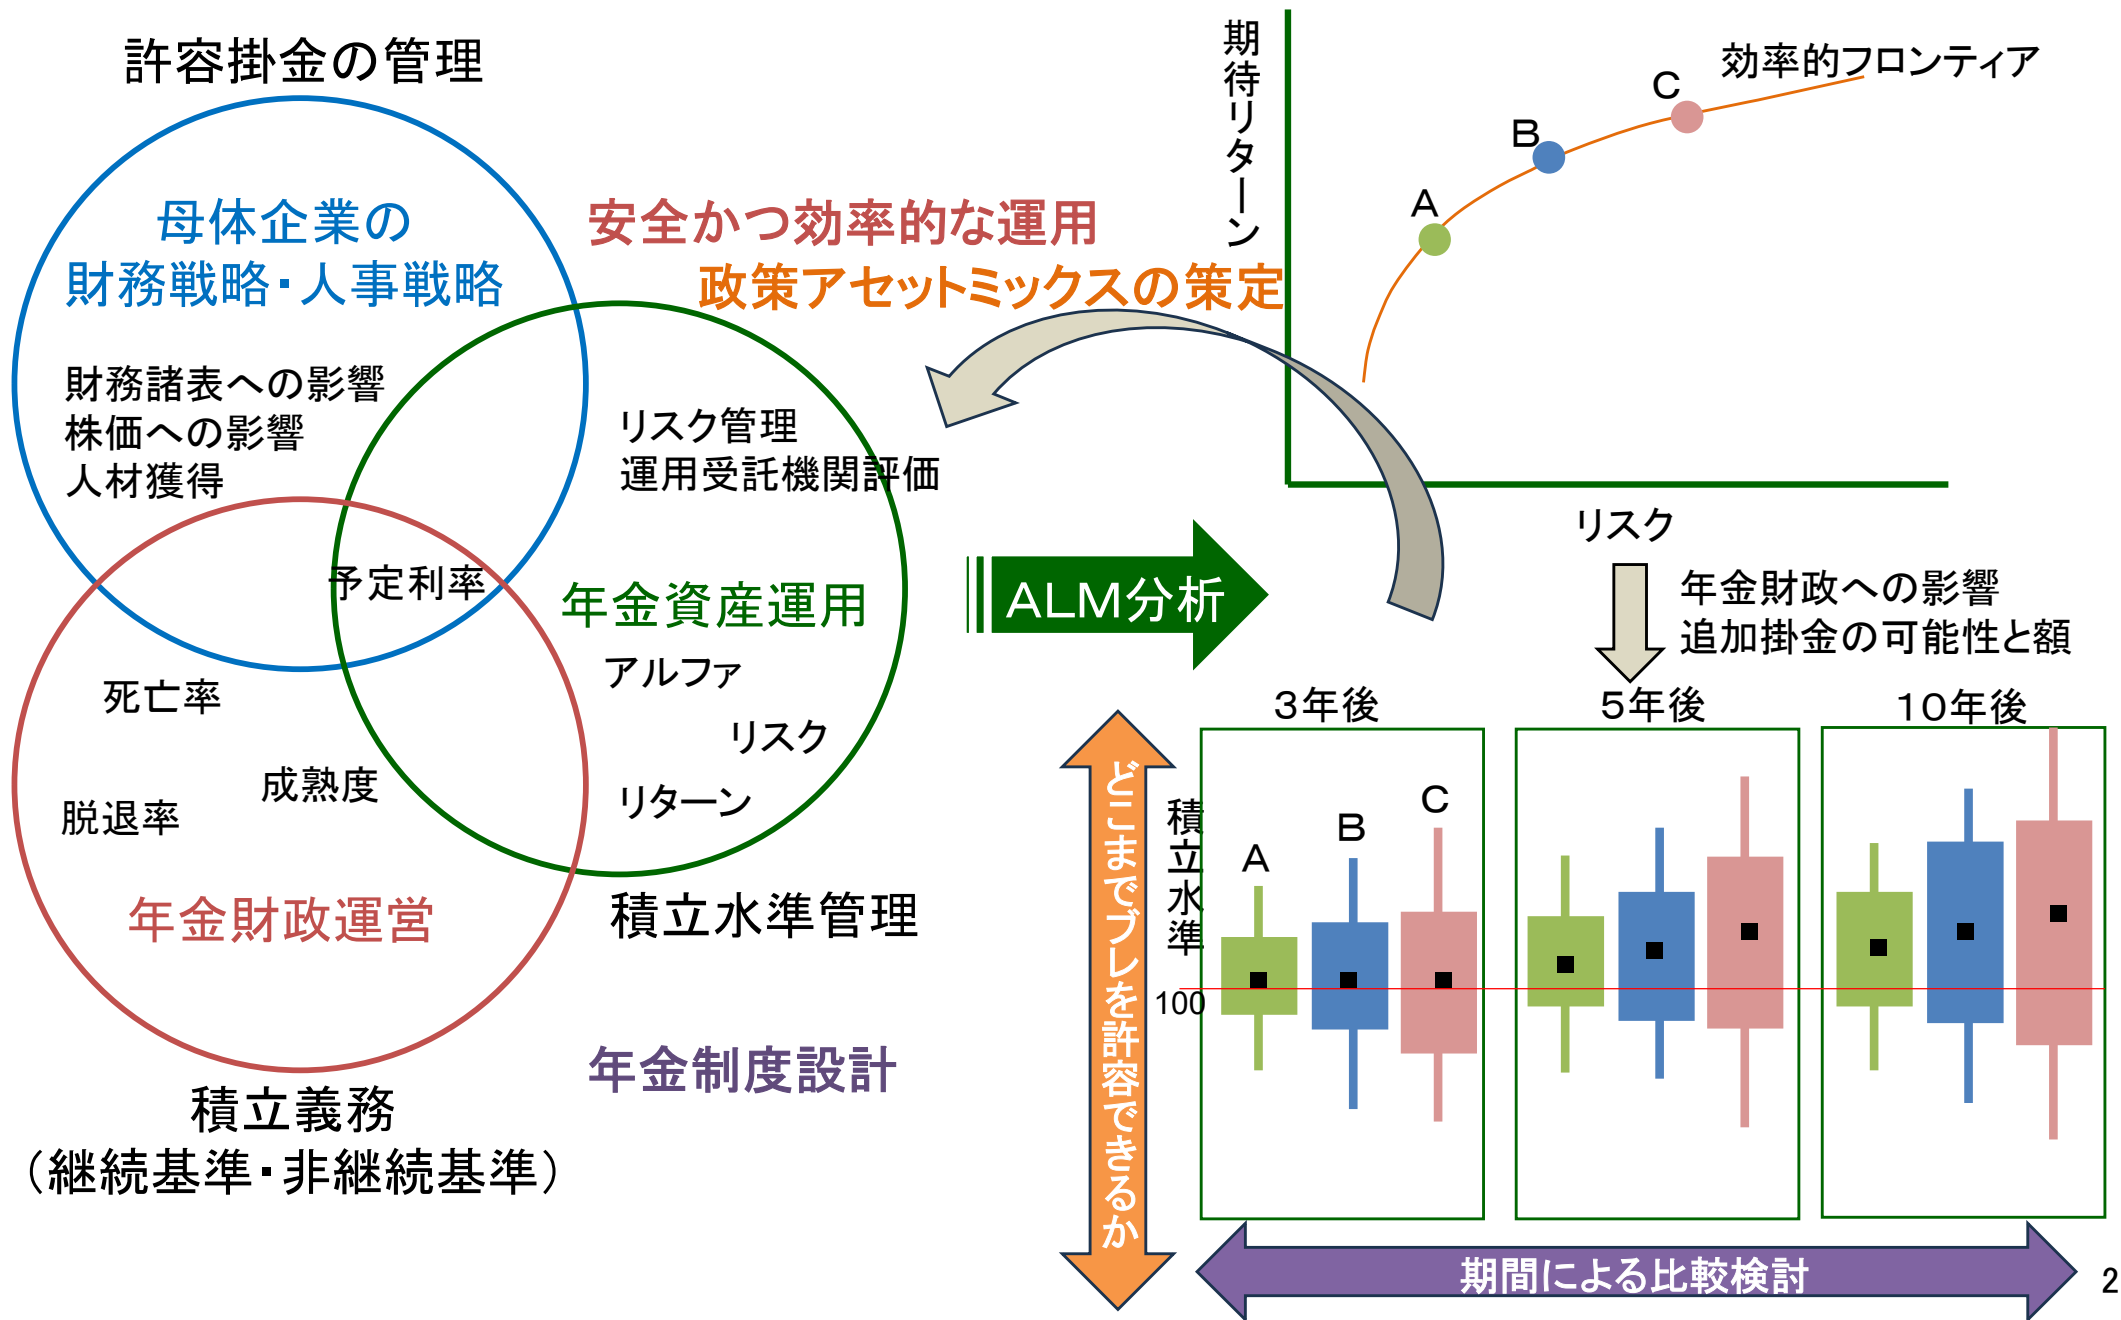 許容掛金の管理
母体企業の
財務戦略・人事戦略
財務諸表への影響
株価への影響
人材獲得
予定利率
死亡率
成熟度
脱退率
年金財政運営
積立義務
（継続基準・非継続基準）
安全かつ効率的な運用
政策アセットミックスの策定
リスク管理
運用受託機関評価
年金資産運用
アルファ
リスク
リターン
積立水準管理
年金制度設計
ALM分析
期待リターン
効率的フロンティア
A
B
C
リスク
年金財政への影響
追加掛金の可能性と額
どこまでブレを許容できるか
積立水準
100
3年後
5年後
10年後
A
B
C
期間による比較検討
2